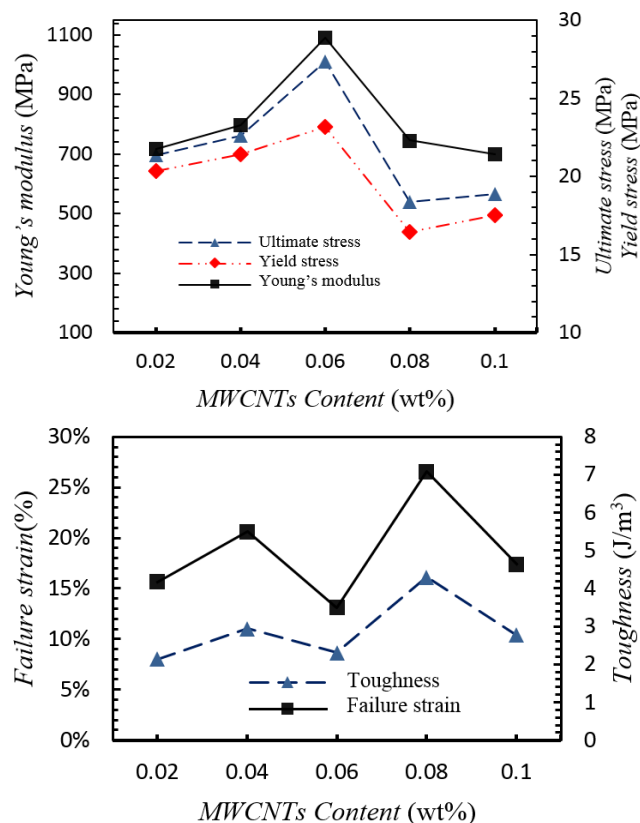 Young's modulus (MPa)
1100
900
700
500
300
100
Ultimate stress
Yield stress
Young's modulus
30
25
20
15
10
Ultimate stress (MPa)
Yield stress (MPa)
0.02 0.04 0.06 0.08 0.1
MWCNTs Content (wt%)
Failure strain(%)
30%
25%
20%
15%
10%
5%
0%
Toughness
Failure strain
8
7
6
5
4
3
2
1
0
Toughness (J/m³)
0.02 0.04 0.06 0.08 0.1
MWCNTs Content (wt%)